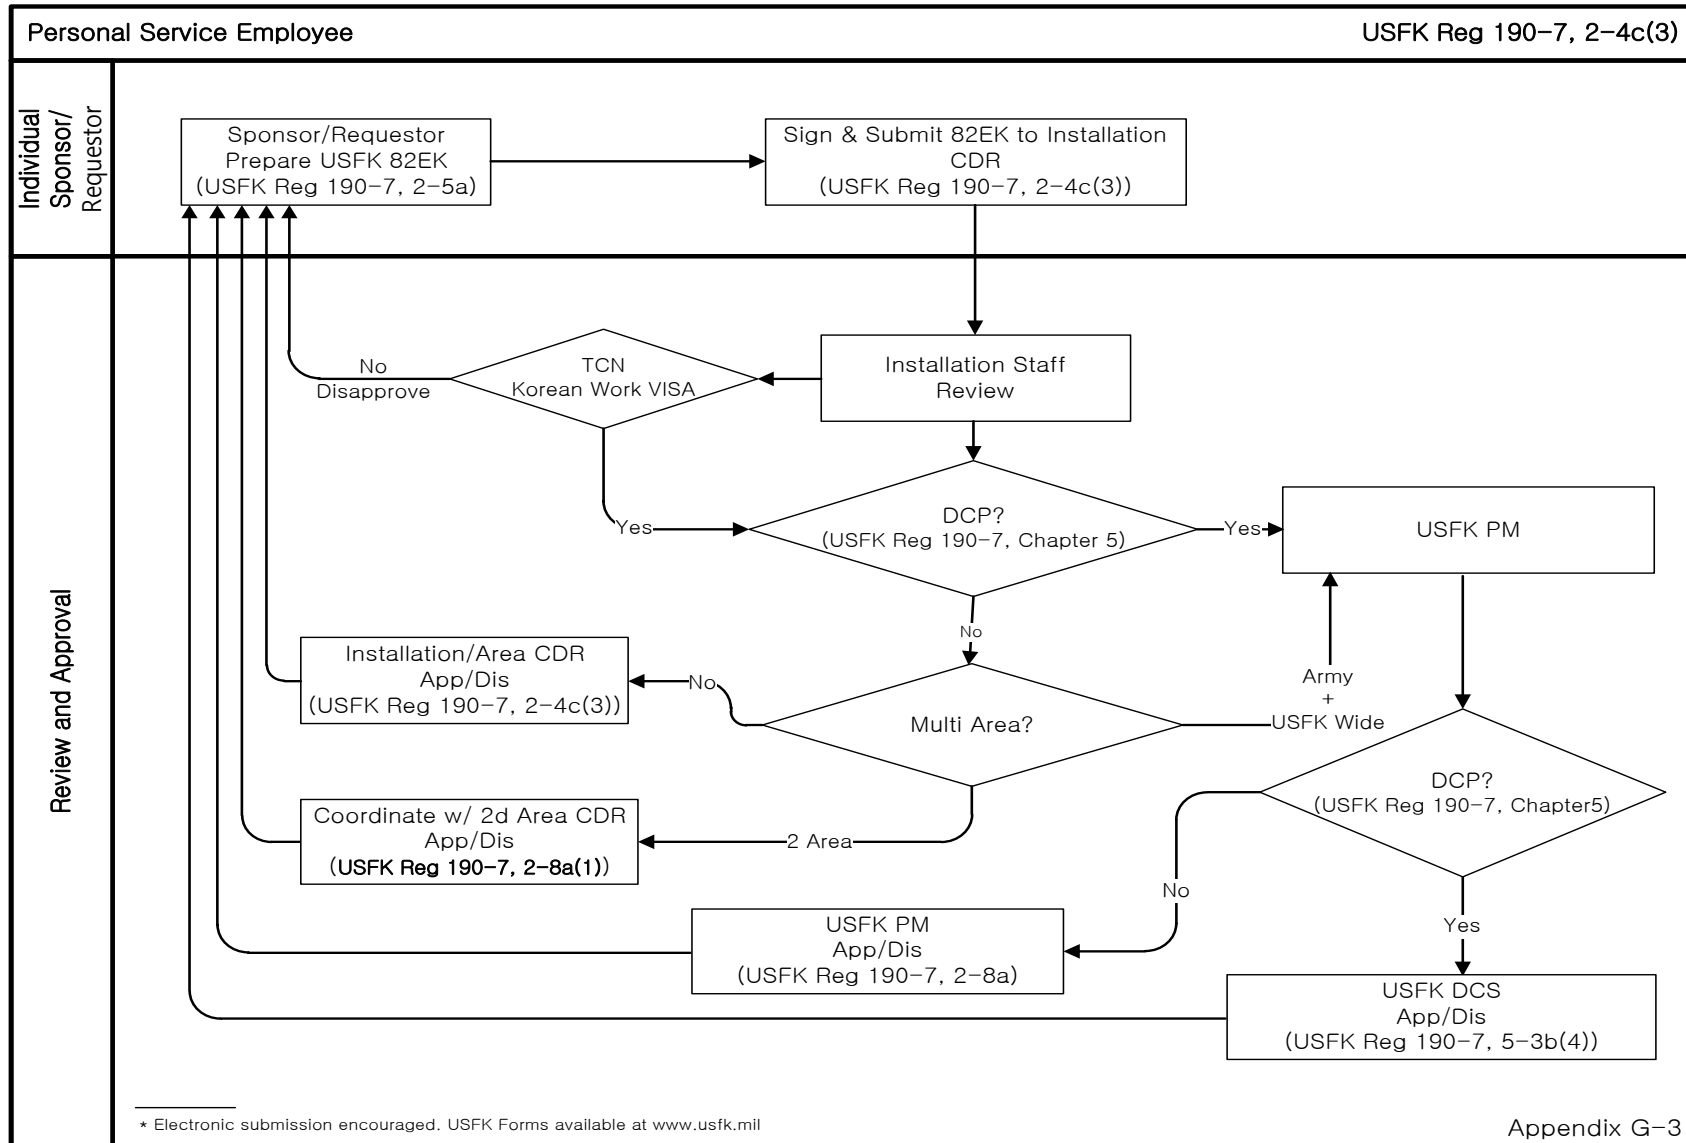 Personal Service Employee
USFK Reg 190-7, 2-4c(3)
Individual
Sponsor/
Requestor
Sponsor/Requestor
Prepare USFK 82EK
(USFK Reg 190-7, 2-5a)
Sign & Submit 82EK to Installation
CDR
(USFK Reg 190-7, 2-4c(3))
Review and Approval
No
Disapprove
TCN
Korean Work VISA
Installation Staff
Review
Yes
DCP?
(USFK Reg 190-7, Chapter 5)
Yes
USFK PM
No
Installation/Area CDR
App/Dis
(USFK Reg 190-7, 2-4c(3))
No
Multi Area?
Army
+
USFK Wide
DCP?
(USFK Reg 190-7, Chapter5)
Coordinate w/ 2d Area CDR
App/Dis
(USFK Reg 190-7, 2-8a(1))
2 Area
No
Yes
USFK PM
App/Dis
(USFK Reg 190-7, 2-8a)
USFK DCS
App/Dis
(USFK Reg 190-7, 5-3b(4))
* Electronic submission encouraged. USFK Forms available at www.usfk.mil
Appendix G-3